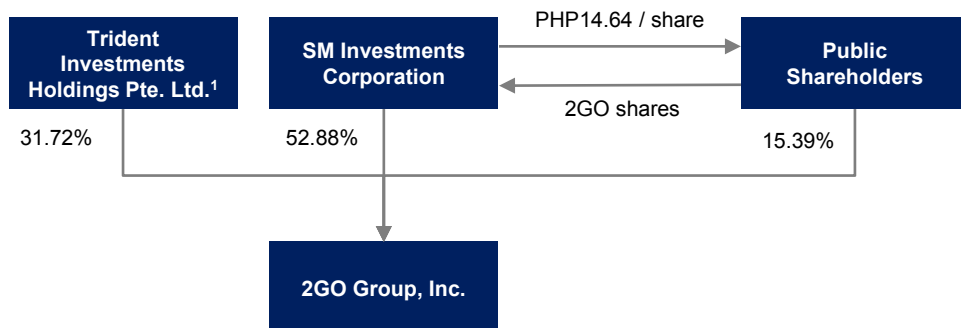 PHP14.64 / share
Trident
Investments
Holdings Pte. Ltd.¹
SM Investments
Corporation
Public
Shareholders
2GO shares
31.72%
52.88%
15.39%
2GO Group, Inc.